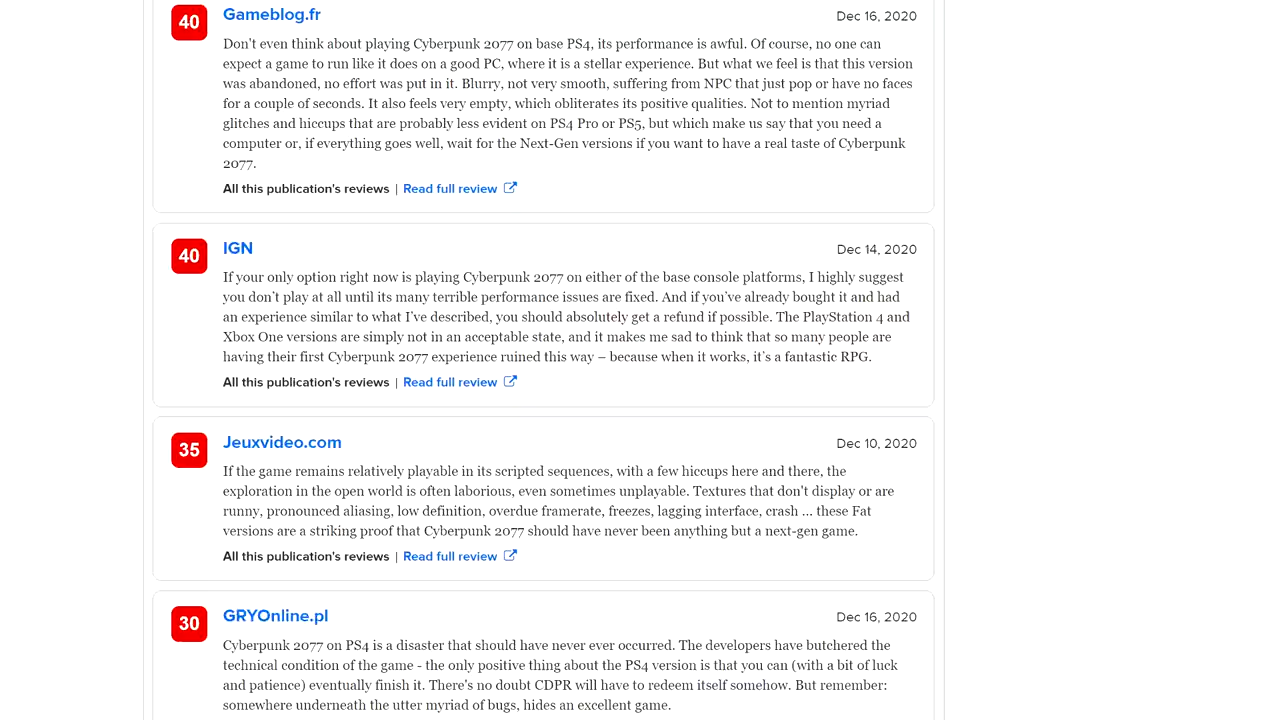 40
Gameblog.fr
Dec 16, 2020
Don't even think about playing Cyberpunk 2077 on base PS4, its performance is awful. Of course, no one can
expect a game to run like it does on a good PC, where it is a stellar experience. But what we feel is that this version
was abandoned, no effort was put in it. Blurry, not very smooth, suffering from NPC that just pop or have no faces
for a couple of seconds. It also feels very empty, which obliterates its positive qualities. Not to mention myriad
glitches and hiccups that are probably less evident on PS4 Pro or PS5, but which make us say that you need a
computer or, if everything goes well, wait for the Next-Gen versions if you want to have a real taste of Cyberpunk
2077.
All this publication's reviews | Read full review
40
IGN
Dec 14, 2020
If your only option right now is playing Cyberpunk 2077 on either of the base console platforms, I highly suggest
you don’t play at all until its many terrible performance issues are fixed. And if you’ve already bought it and had
an experience similar to what I’ve described, you should absolutely get a refund if possible. The PlayStation 4 and
Xbox One versions are simply not in an acceptable state, and it makes me sad to think that so many people are
having their first Cyberpunk 2077 experience ruined this way – because when it works, it’s a fantastic RPG.
All this publication's reviews | Read full review
35
Jeuxvideo.com
Dec 10, 2020
If the game remains relatively playable in its scripted sequences, with a few hiccups here and there, the
exploration in the open world is often laborious, even sometimes unplayable. Textures that don't display or are
runny, pronounced aliasing, low definition, overdue framerate, freezes, lagging interface, crash ... these Fat
versions are a striking proof that Cyberpunk 2077 should have never been anything but a next-gen game.
All this publication's reviews | Read full review
30
GRYOnline.pl
Dec 16, 2020
Cyberpunk 2077 on PS4 is a disaster that should have never ever occurred. The developers have butchered the
technical condition of the game - the only positive thing about the PS4 version is that you can (with a bit of luck
and patience) eventually finish it. There's no doubt CDPR will have to redeem itself somehow. But remember:
somewhere underneath the utter myriad of bugs, hides an excellent game.